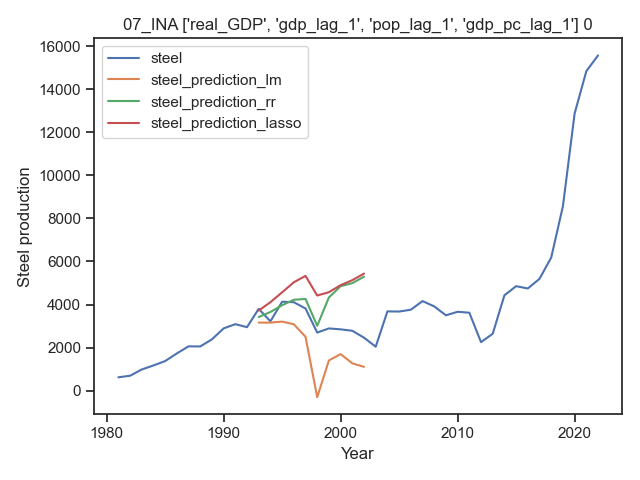 07_INA ['real_GDP', 'gdp_lag_1', 'pop_lag_1', 'gdp_pc_lag_1'] 0
steel
steel_prediction_lm
steel_prediction_rr
steel_prediction_lasso
Steel production
16000
14000
12000
10000
8000
6000
4000
2000
0
1980
1990
2000
2010
2020
Year